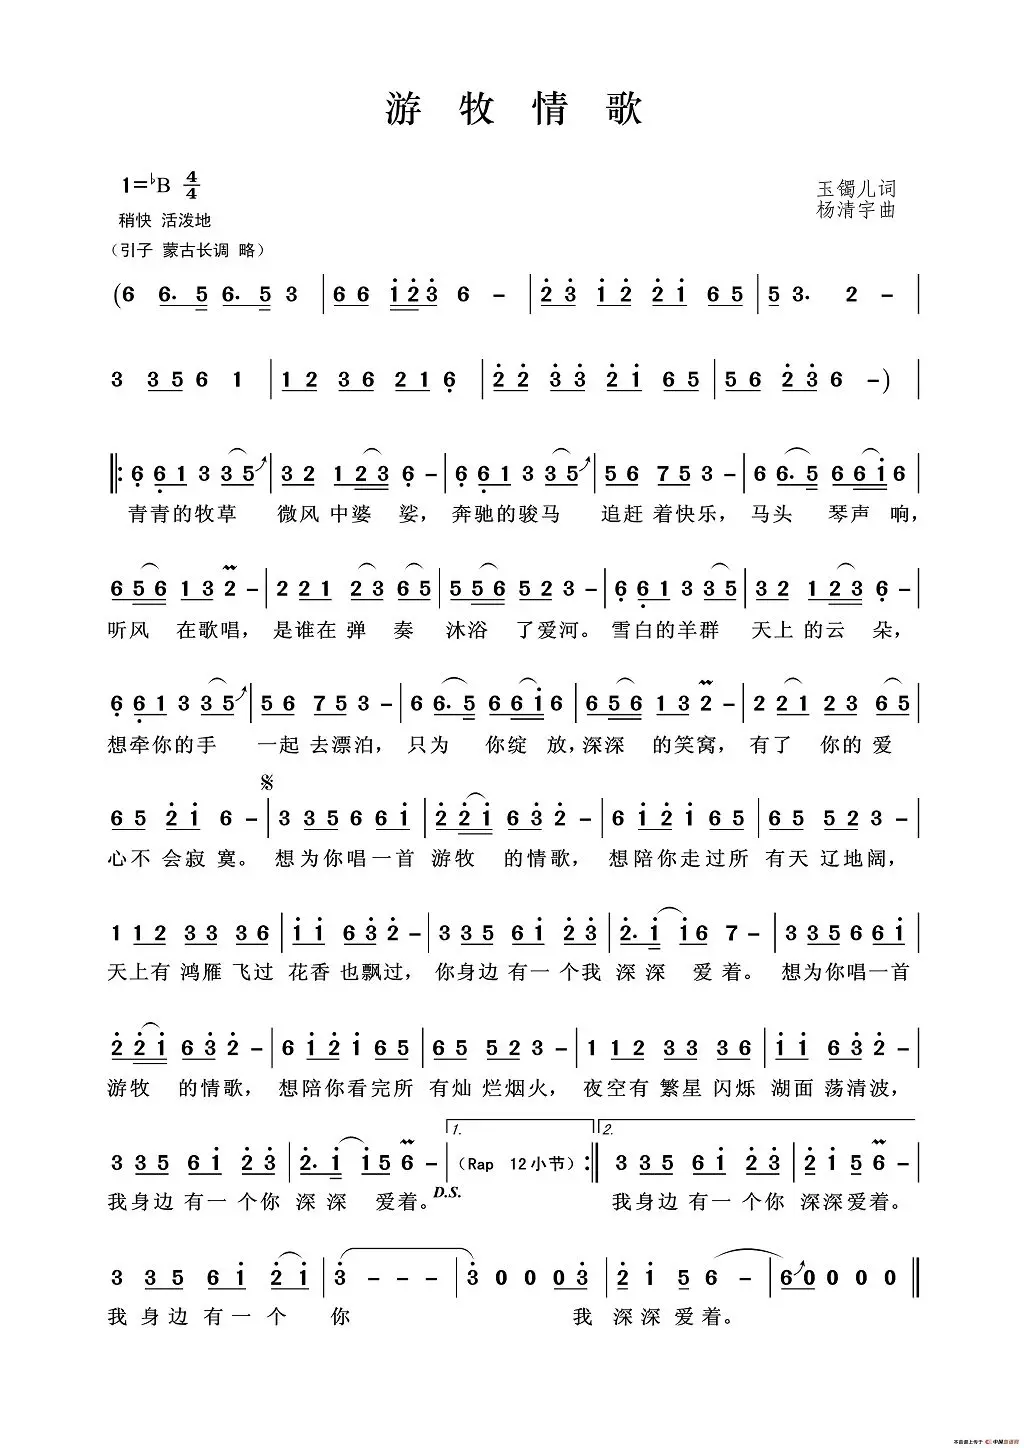 游 牧 情 歌
1=♭B 4/4
玉镯儿词
稍快 活泼地
杨清宇曲
（引子 蒙古长调 略）
(6 6. 5 6. 5 3 | 6 6 1 2 3 6 – | 2 3 1 2 2 1 6 5 | 5 3. 2 – |
3 3 5 6 1 | 1 2 3 6 2 1 6 | 2 2 3 3 2 1 6 5 | 5 6 2 3 6 –) |
‖: 6 6 1 3 3 5 | 3 2 1 2 3 6 – | 6 6 1 3 3 5 | 5 6 7 5 3 – | 6 6. 5 6 6 1 6 |
青青的牧草 微风 中婆 娑， 奔驰的骏马 追赶 着快乐， 马头 琴声 响，
6 5 6 1 3 2 – | 2 2 1 2 3 6 5 | 5 5 6 5 2 3 – | 6 6 1 3 3 5 | 3 2 1 2 3 6 – |
听风 在歌唱， 是谁在 弹 奏 沐浴 了爱河。 雪白的羊群 天上 的云 朵，
6 6 1 3 3 5 | 5 6 7 5 3 – | 6 6. 5 6 6 1 6 | 6 5 6 1 3 2 – | 2 2 1 2 3 6 5 |
想牵你的手 一起 去漂泊， 只为 你绽 放，深深 的笑窝， 有了 你的 爱
6 5 2 1 6 – | 3 3 5 6 6 1 | 2 2 1 6 3 2 – | 6 1 2 1 6 5 | 6 5 5 2 3 – |
心不 会寂 寞。 想为你唱一首 游牧 的情歌， 想陪你走过所 有天 辽地阔，
1 1 2 3 3 3 6 | 1 1 6 3 2 – | 3 3 5 6 1 2 3 | 2. 1 1 6 7 – | 3 3 5 6 6 1 |
天上有 鸿雁 飞过 花香 也飘过， 你身边 有一 个我 深深 爱着。 想为你唱一首
2 2 1 6 3 2 – | 6 1 2 1 6 5 | 6 5 5 2 3 – | 1 1 2 3 3 3 6 | 1 1 6 3 2 – |
游牧 的情歌， 想陪你看完所 有灿 烂烟火， 夜空有 繁星 闪烁 湖面 荡清波，
1. 2.
3 3 5 6 1 2 3 | 2. 1 1 5 6 – | （Rap 12小节） :‖ 3 3 5 6 1 2 3 | 2 1 5 6 – |
D.S.
我身边 有一 个你 深深 爱着。 我身边 有一 个你 深深爱着。
3 3 5 6 1 2 1 | 3 – – – | 3 0 0 0 3 | 2 1 5 6 – | 6 0 0 0 0 ‖
我 身边 有一 个 你 我 深深 爱着。